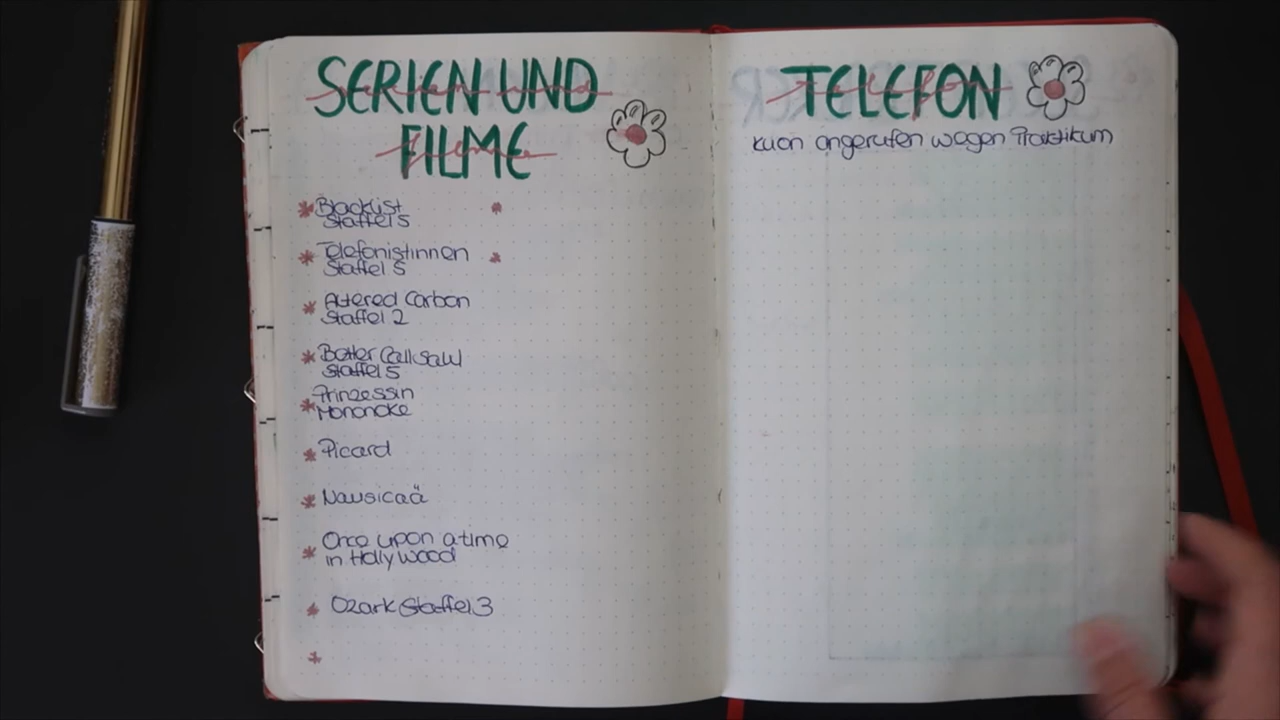 SERIEN UND
FILME
Blacklist
Staffel 5
Telefonistinnen
Staffel 5
Altered Carbon
Staffel 2
Better Call Saul
Staffel 5
Prinzessin
Mononoke
Picard
Nausicaä
Once upon a time
in Hollywood
Ozark Staffel 3
TELEFON
angerufen wegen Praktikum